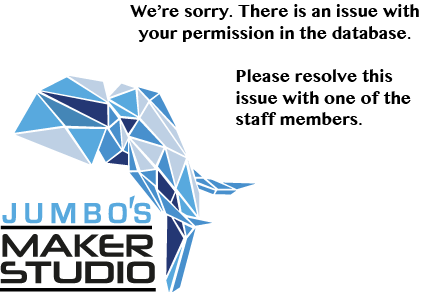 We're sorry. There is an issue with
your permission in the database.
Please resolve this
issue with one of the
staff members.
JUMBO'S
MAKER
STUDIO